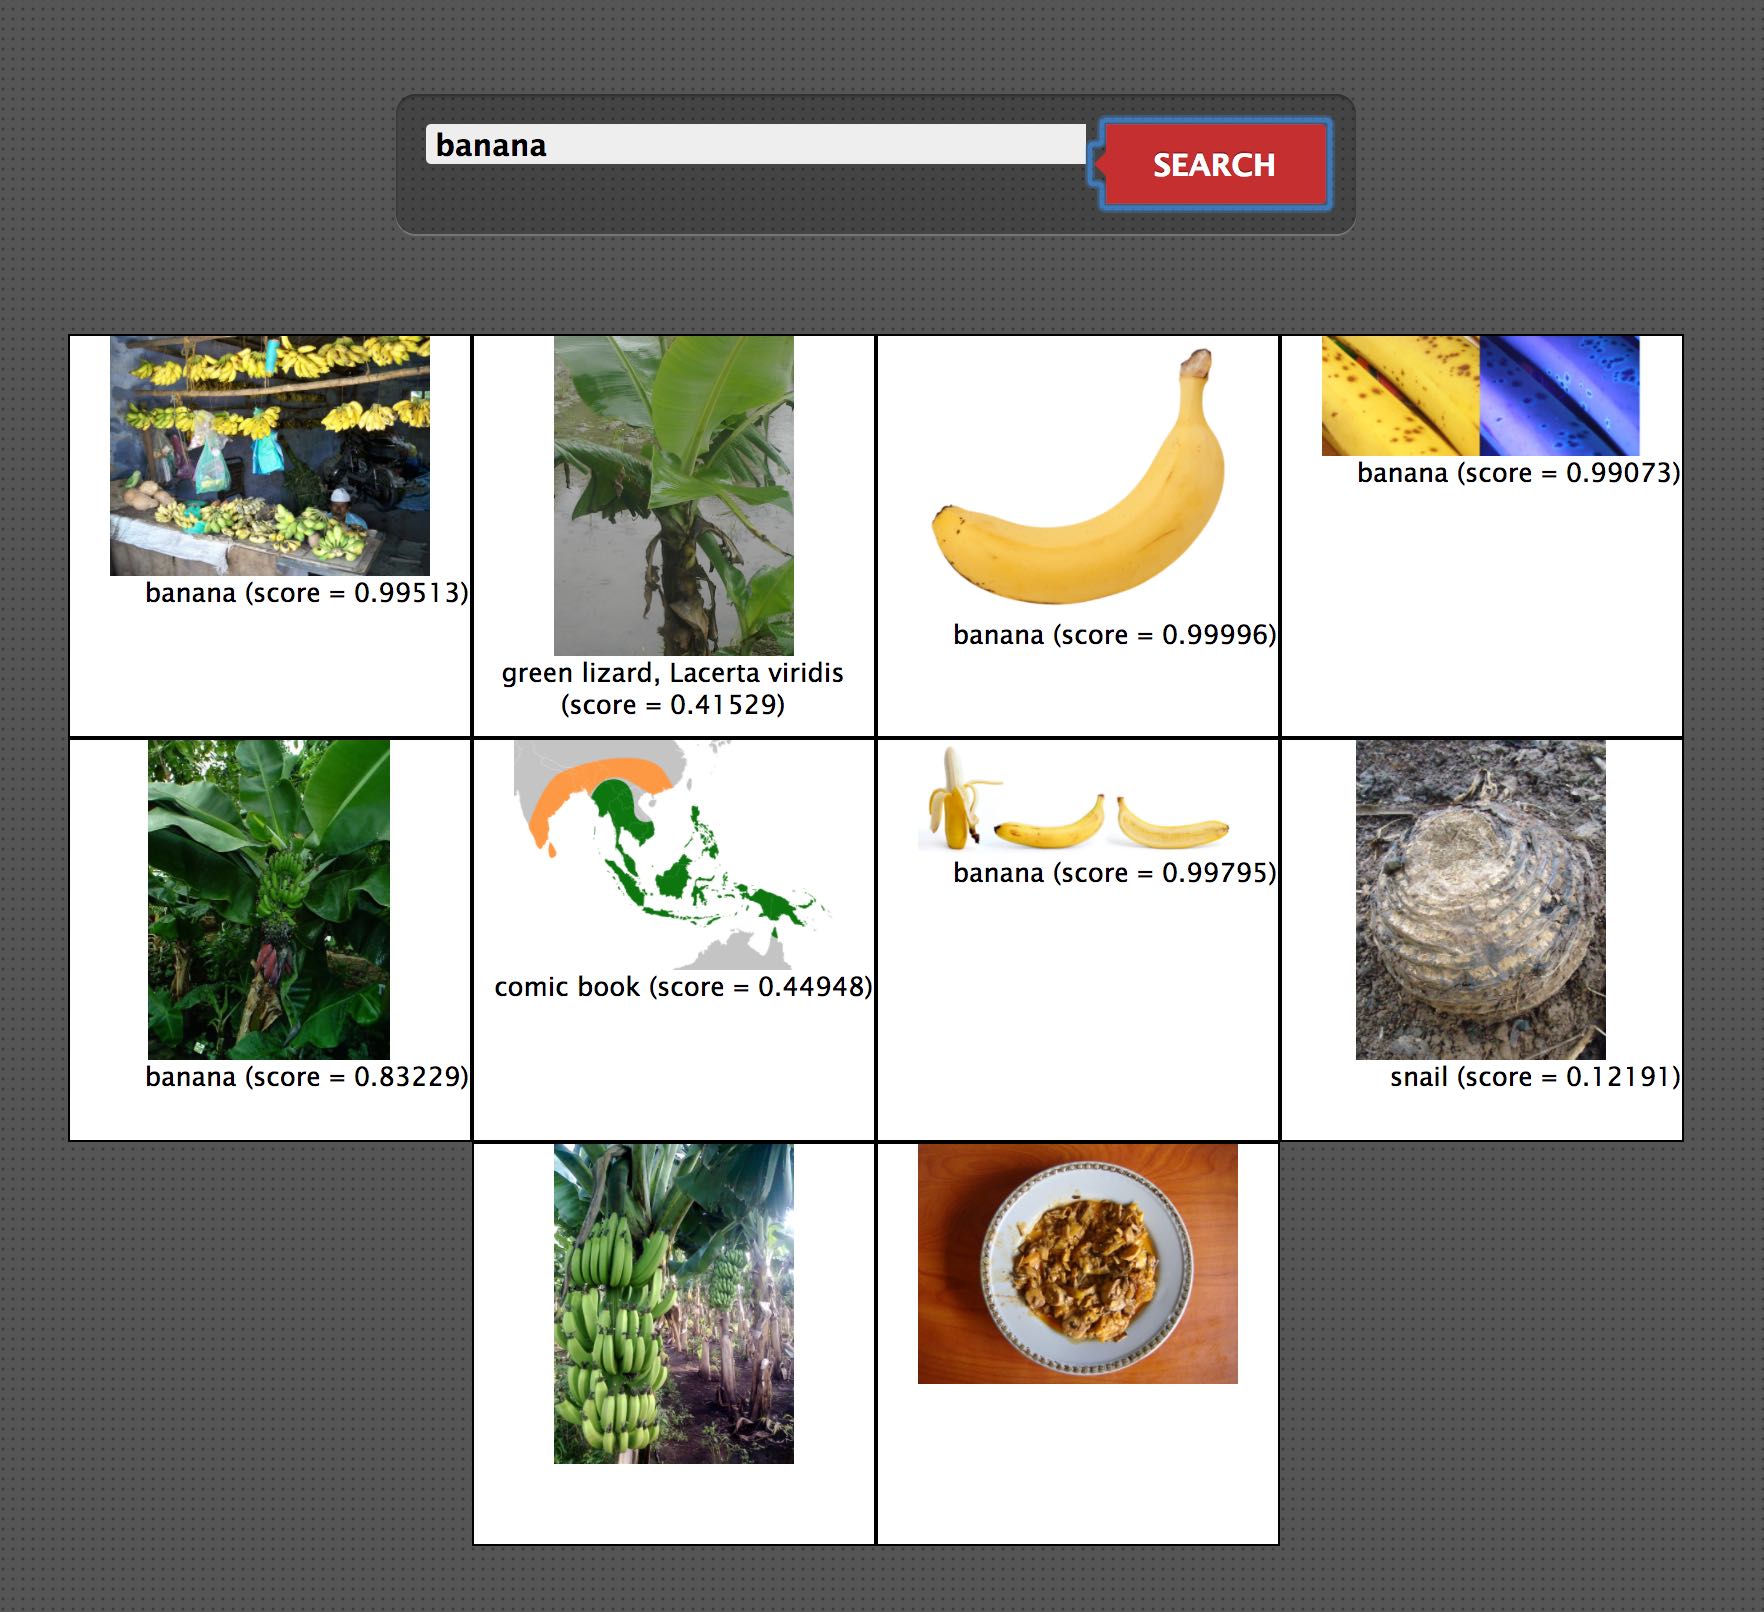 banana
SEARCH
banana (score = 0.99513)
green lizard, Lacerta viridis
(score = 0.41529)
banana (score = 0.99996)
banana (score = 0.99073)
banana (score = 0.83229)
comic book (score = 0.44948)
banana (score = 0.99795)
snail (score = 0.12191)